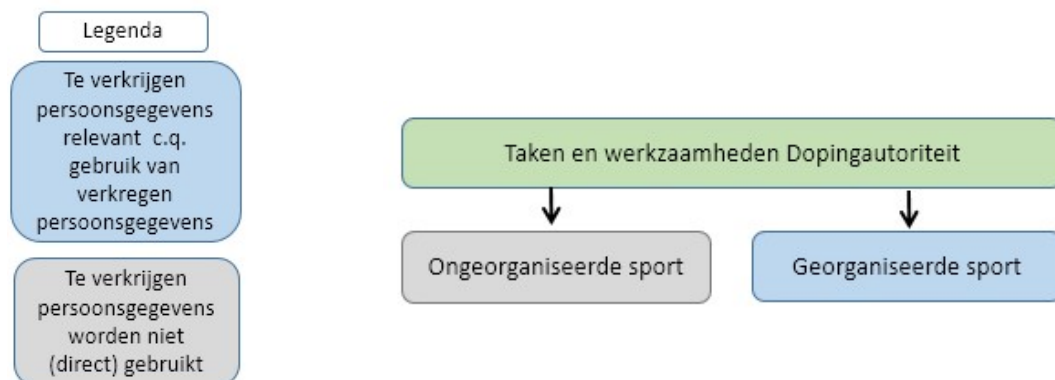 Legenda
Te verkrijgen
persoonsgegevens
relevant c.q.
gebruik van
verkregen
persoonsgegevens
Te verkrijgen
persoonsgegevens
worden niet
(direct) gebruikt
Taken en werkzaamheden Dopingautoriteit
Ongeorganiseerde sport
Georganiseerde sport